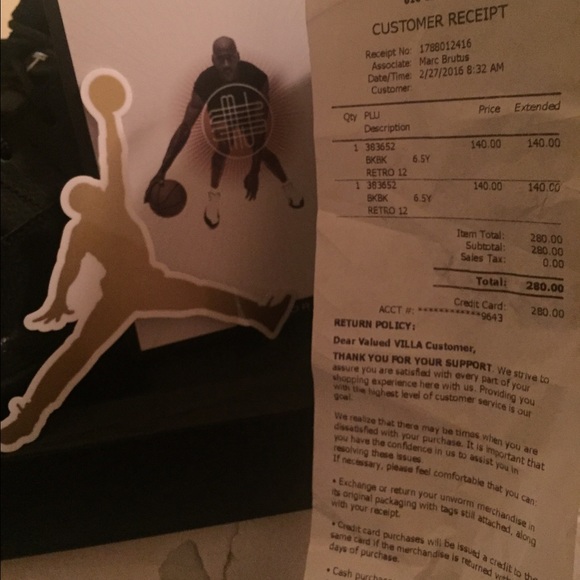 CUSTOMER RECEIPT
Receipt No: 1788012416
Associate: Marc Brutus
Date/Time: 2/27/2016 8:32 AM
Customer:
Qty PLU Price Extended
Description
1 383652 140.00 140.00
BKBK 6.5Y
RETRO 12
1 383652 140.00 140.00
BKBK 6.5Y
RETRO 12
Item Total: 280.00
Subtotal: 280.00
Sales Tax: 0.00
Total: 280.00
Credit Card: 280.00
ACCT #: ************9643
RETURN POLICY:
Dear Valued VILLA Customer,
THANK YOU FOR YOUR SUPPORT. We strive to
assure you are satisfied with every part of your
shopping experience here with us. Providing you
with the highest level of customer service is our
goal.
We realize that there may be times when you are
dissatisfied with your purchase. It is important that
you have the confidence in us to assist you in
resolving these issues.
If necessary, please feel comfortable that you can:
• Exchange or return your unworn merchandise in
its original packaging with tags still attached, along
with your receipt.
• Credit card purchases will be issued a credit to the
same card if the merchandise is returned
days of purchase.
• Cash